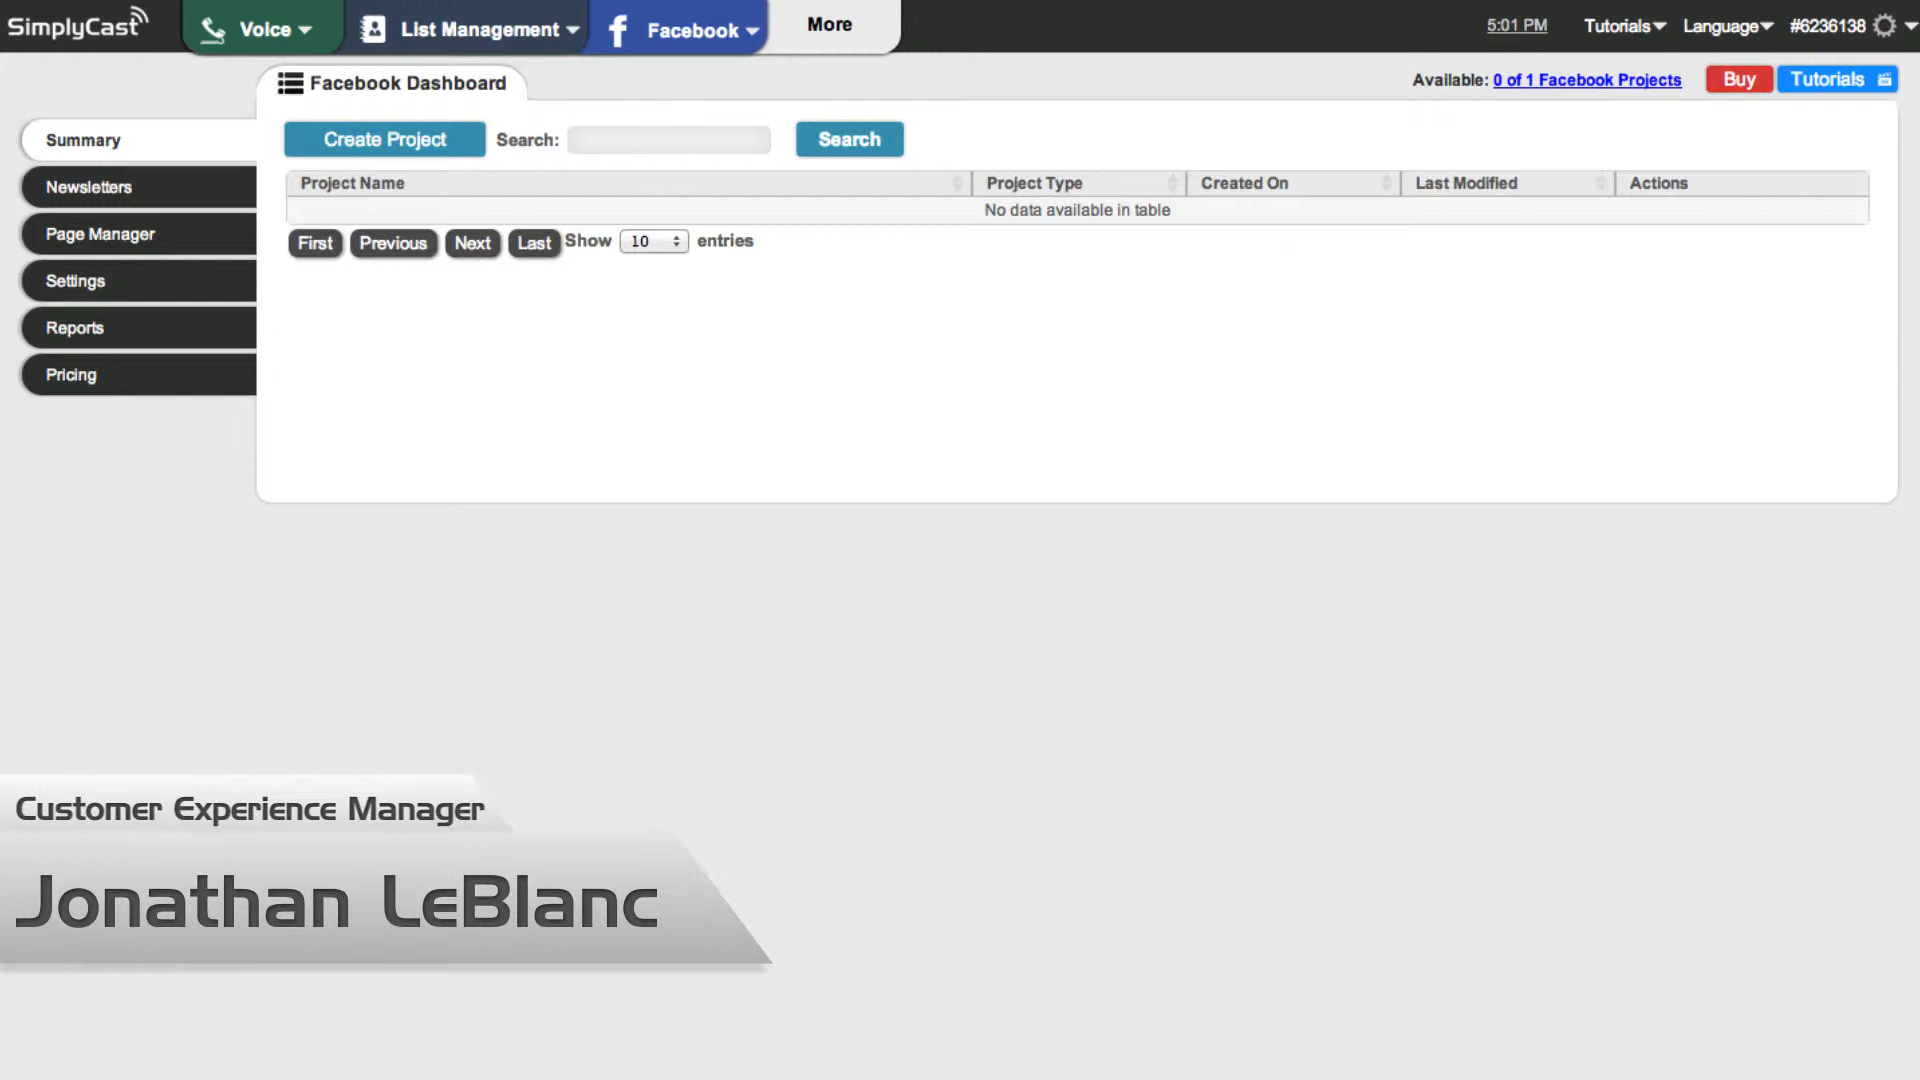 SimplyCast Voice List Management Facebook More 5:01 PM Tutorials Language #6236138
Facebook Dashboard Available: 0 of 1 Facebook Projects Buy Tutorials
Summary
Newsletters
Page Manager
Settings
Reports
Pricing
Create Project Search: Search
Project Name Project Type Created On Last Modified Actions
No data available in table
First Previous Next Last Show 10 entries
Customer Experience Manager
Jonathan LeBlanc